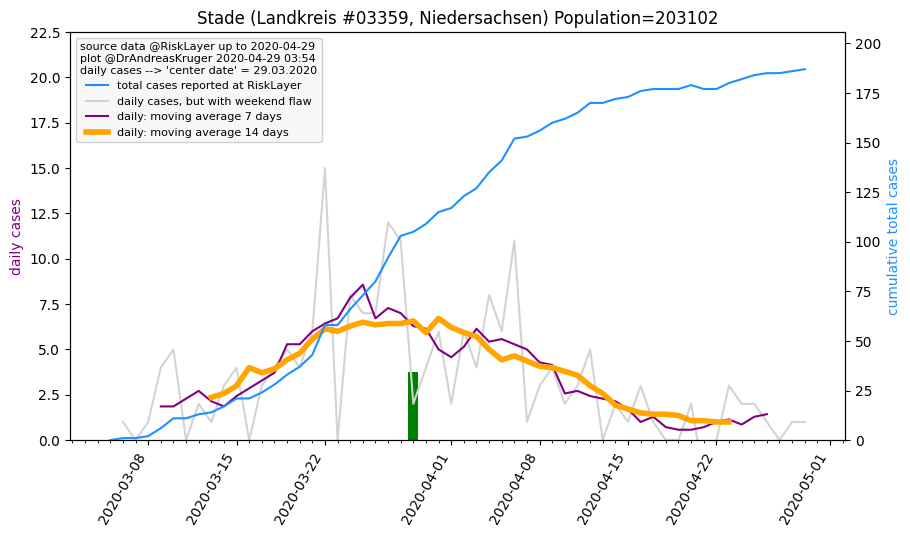 Stade (Landkreis #03359, Niedersachsen) Population=203102
source data @RiskLayer up to 2020-04-29
plot @DrAndreasKruger 2020-04-29 03:54
daily cases --> 'center date' = 29.03.2020
total cases reported at RiskLayer
daily cases, but with weekend flaw
daily: moving average 7 days
daily: moving average 14 days
daily cases
22.5
20.0
17.5
15.0
12.5
10.0
7.5
5.0
2.5
0.0
cumulative total cases
200
175
150
125
100
75
50
25
0
2020-03-08
2020-03-15
2020-03-22
2020-04-01
2020-04-08
2020-04-15
2020-04-22
2020-05-01